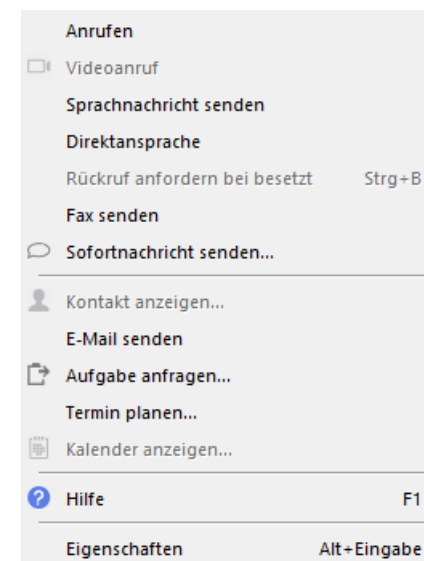 Anrufen
Videoanruf
Sprachnachricht senden
Direktansprache
Rückruf anfordern bei besetzt Strg+B
Fax senden
Sofortnachricht senden...
Kontakt anzeigen...
E-Mail senden
Aufgabe anfragen...
Termin planen...
Kalender anzeigen...
Hilfe F1
Eigenschaften Alt+Eingabe